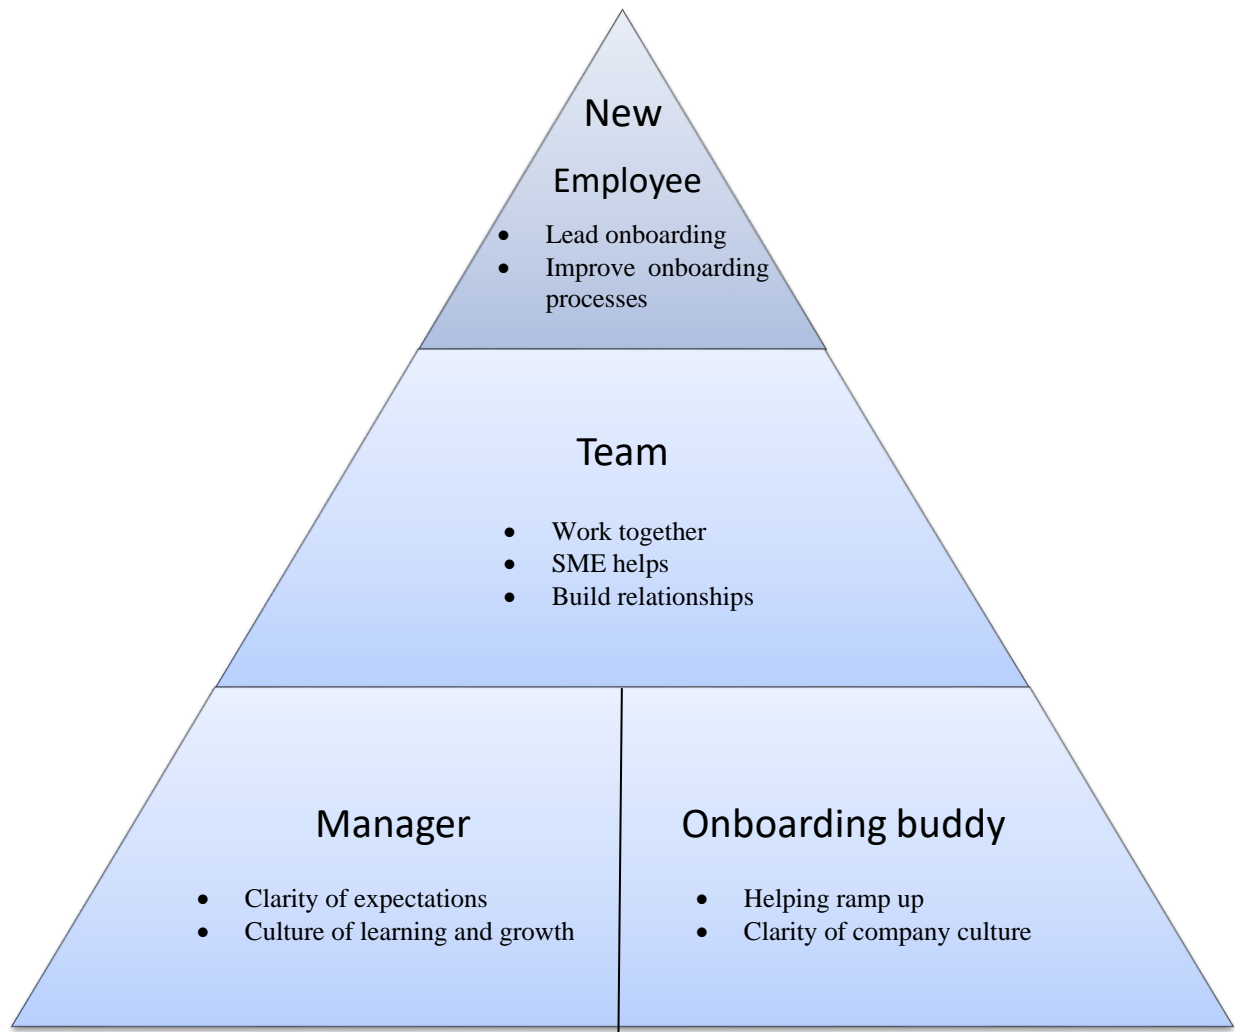 New
Employee
• Lead onboarding
• Improve onboarding
processes
Team
• Work together
• SME helps
• Build relationships
Manager
• Clarity of expectations
• Culture of learning and growth
Onboarding buddy
• Helping ramp up
• Clarity of company culture